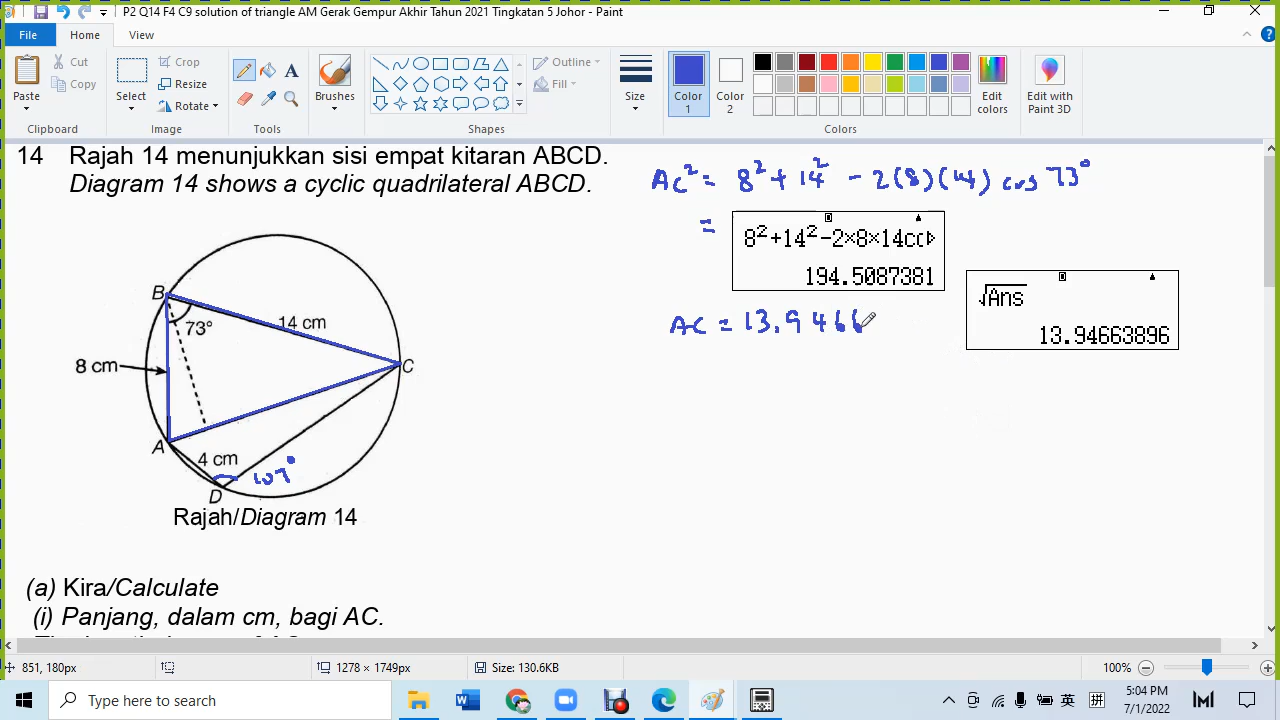 P2 Q14 F4 C9 solution of triangle AM Gerak Gempur Akhir Tahun 2021 Tingkatan 5 Johor - Paint
File Home View
Paste Cut Copy
Clipboard
Select Crop Resize Rotate
Image
A
Tools
Brushes
Outline Fill
Shapes
Size
Color 1 Color 2
Edit colors
Edit with Paint 3D
Colors
14 Rajah 14 menunjukkan sisi empat kitaran ABCD.
Diagram 14 shows a cyclic quadrilateral ABCD.
AC² = 8² + 14² - 2(8)(14) cos 73°
=
8²+14²-2×8×14co
194.5087381
√Ans
13.94663896
AC = 13.9466
B
73°
14 cm
8 cm
C
A
4 cm
107°
D
Rajah/Diagram 14
(a) Kira/Calculate
(i) Panjang, dalam cm, bagi AC.
851, 180px
1278 × 1749px
Size: 130.6KB
100%
Type here to search
英 拼
5:04 PM
7/1/2022